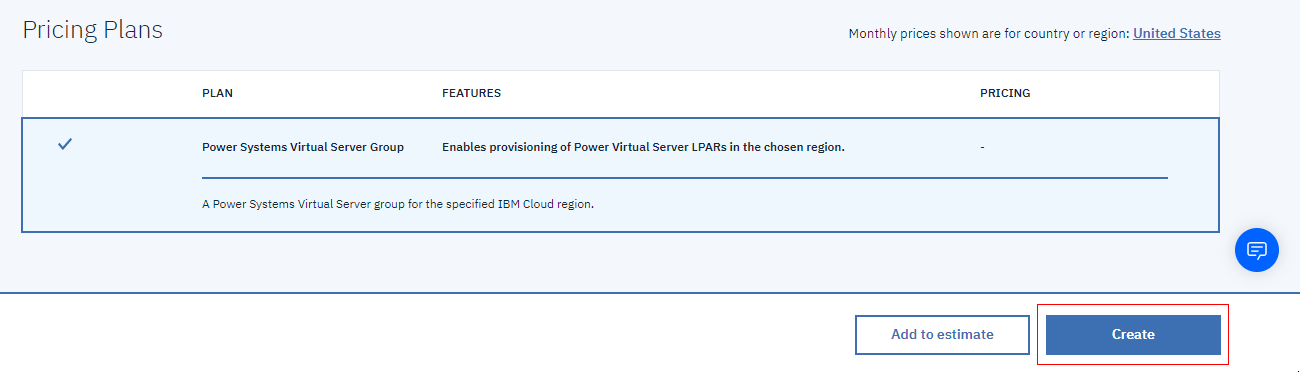 Pricing Plans
Monthly prices shown are for country or region: United States
PLAN FEATURES PRICING
Power Systems Virtual Server Group Enables provisioning of Power Virtual Server LPARs in the chosen region. -
A Power Systems Virtual Server group for the specified IBM Cloud region.
Add to estimate Create